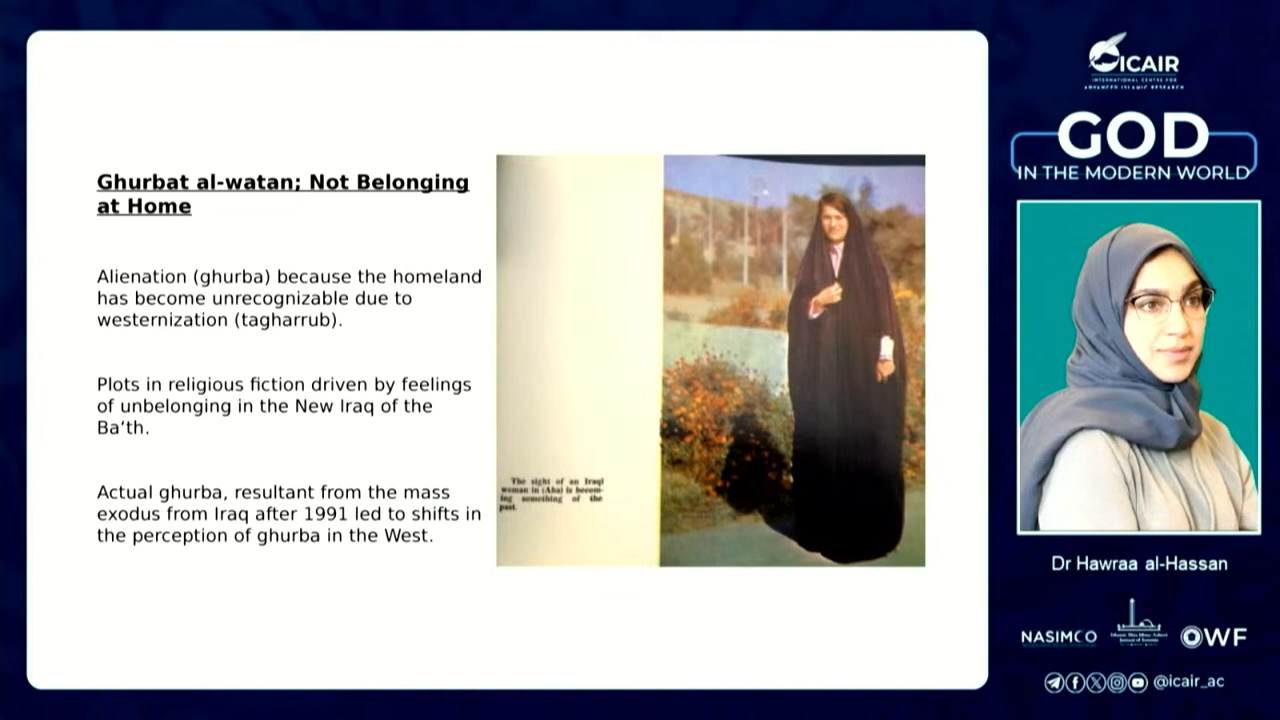 Ghurbat al-watan; Not Belonging
at Home
Alienation (ghurba) because the homeland
has become unrecognizable due to
westernization (tagharrub).
Plots in religious fiction driven by feelings
of unbelonging in the New Iraq of the
Ba‘th.
Actual ghurba, resultant from the mass
exodus from Iraq after 1991 led to shifts in
the perception of ghurba in the West.
The sight of an Iraqi
woman in (Aba) is becom-
ing something of the
past.
ICAIR
INTERNATIONAL CENTRE FOR
ADVANCED ISLAMIC RESEARCH
GOD
IN THE MODERN WORLD
Dr Hawraa al-Hassan
NASIMCO
OWF
@icair_ac